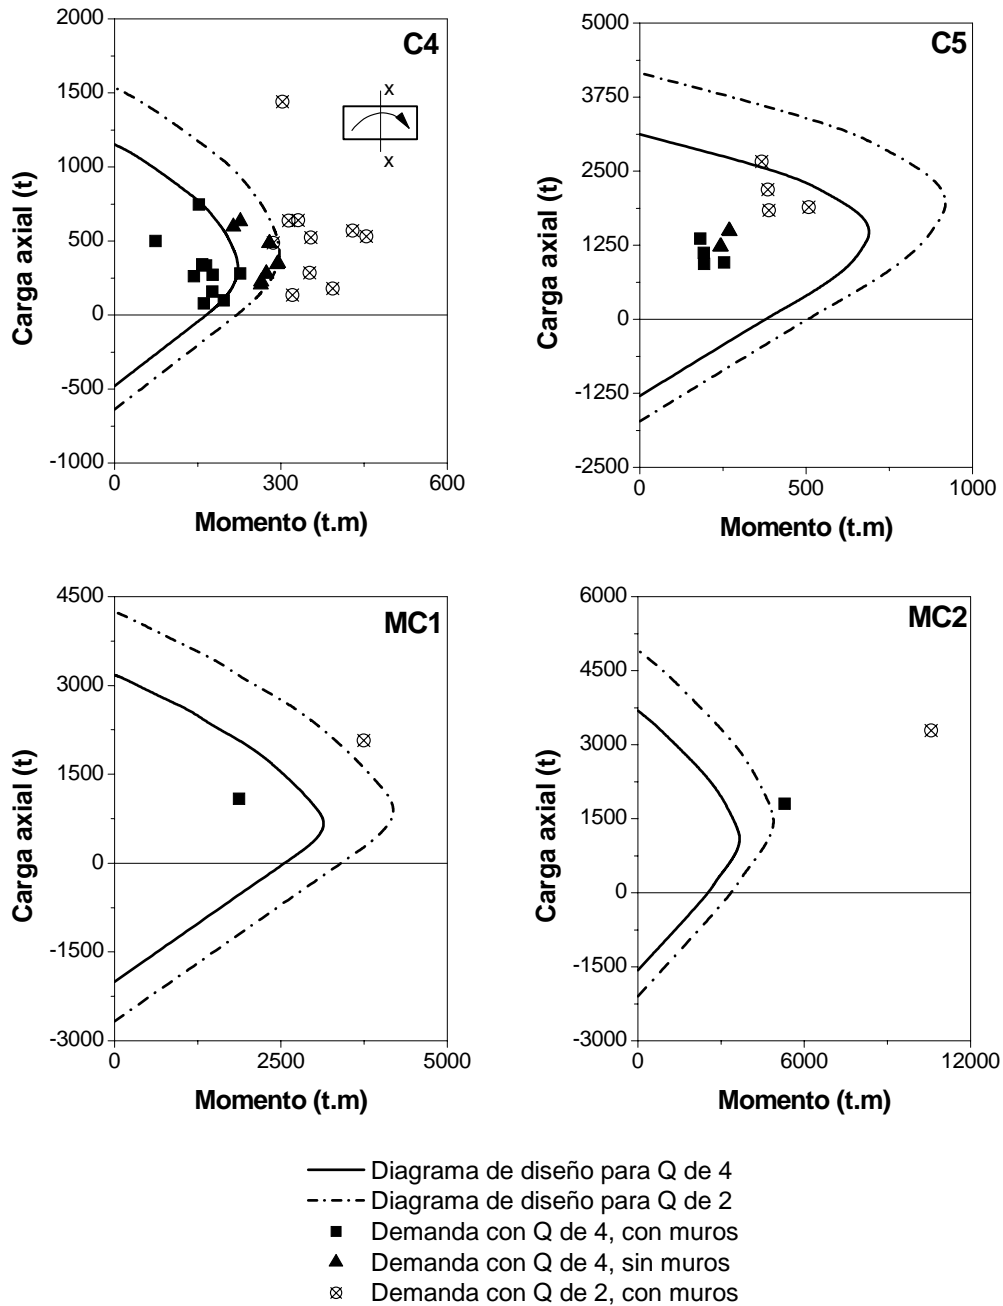 C4
2000
1500
1000
500
0
-500
-1000
Carga axial (t)
x
x
0
300
600
Momento (t.m)
C5
5000
3750
2500
1250
0
-1250
-2500
Carga axial (t)
0
500
1000
Momento (t.m)
MC1
4500
3000
1500
0
-1500
-3000
Carga axial (t)
0
2500
5000
Momento (t.m)
MC2
6000
4500
3000
1500
0
-1500
-3000
Carga axial (t)
0
6000
12000
Momento (t.m)
Diagrama de diseño para Q de 4
Diagrama de diseño para Q de 2
Demanda con Q de 4, con muros
Demanda con Q de 4, sin muros
Demanda con Q de 2, con muros